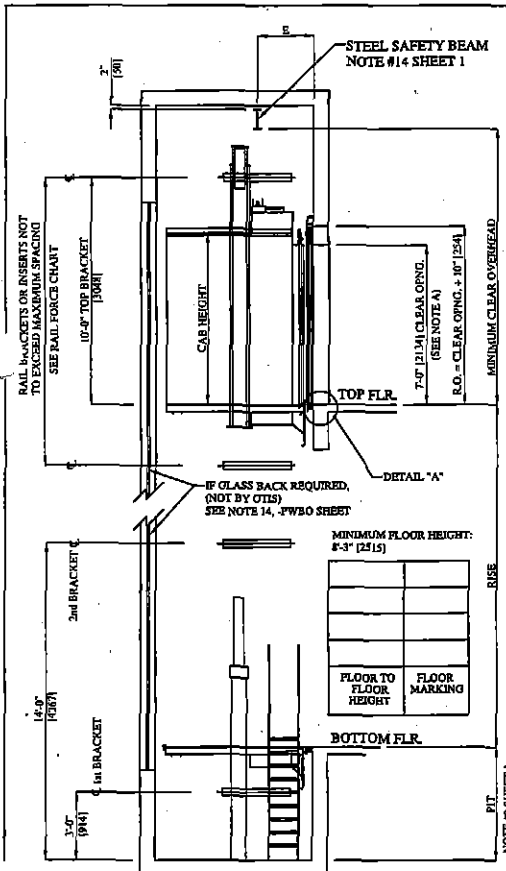 E
STEEL SAFETY BEAM
NOTE #14 SHEET 1
2"
[50]
RAIL BRACKETS OR INSERTS NOT
TO EXCEED MAXIMUM SPACING
SEE RAIL FORCE CHART
10'-0" TOP BRACKET
[3048]
CAB HEIGHT
7'-0" [2134] CLEAR OPNG.
(SEE NOTE A)
R.O. = CLEAR OPNG. + 10" [254]
MINIMUM CLEAR OVERHEAD
TOP FLR.
DETAIL "A"
IF GLASS BACK REQUIRED,
(NOT BY OTIS)
SEE NOTE 14, -PWBO SHEET
MINIMUM FLOOR HEIGHT:
8'-3" [2515]
FLOOR TO
FLOOR
HEIGHT
FLOOR
MARKING
RISE
2nd BRACKET ℄
14'-0"
[4267]
℄ 1st BRACKET
3'-0"
[914]
BOTTOM FLR.
PIT